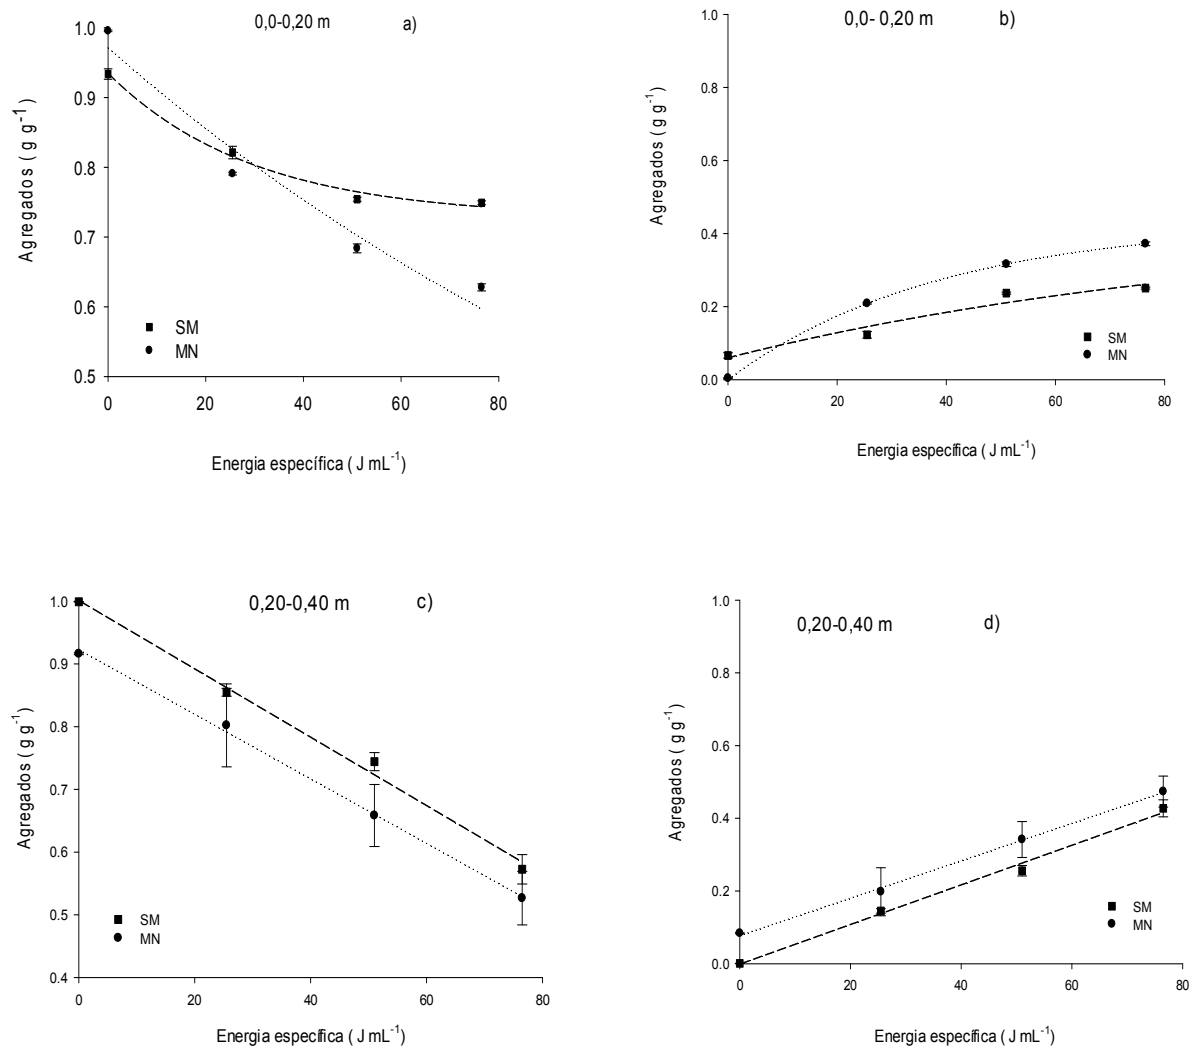 0,0-0,20 m a)
1.0
0.9
0.8
0.7
0.6
0.5
Agregados ( g g⁻¹ )
SM
MN
0 20 40 60 80
Energia específica ( J mL⁻¹)
0,0- 0,20 m b)
1.0
0.8
0.6
0.4
0.2
0.0
Agregados ( g g⁻¹ )
SM
MN
0 20 40 60 80
Energia específica ( J mL⁻¹)
0,20-0,40 m c)
1.0
0.9
0.8
0.7
0.6
0.5
0.4
Agregados ( g g⁻¹ )
SM
MN
0 20 40 60 80
Energia específica ( J mL⁻¹)
0,20-0,40 m d)
1.0
0.8
0.6
0.4
0.2
0.0
Agregados ( g g⁻¹ )
SM
MN
0 20 40 60 80
Energia específica ( J mL⁻¹)